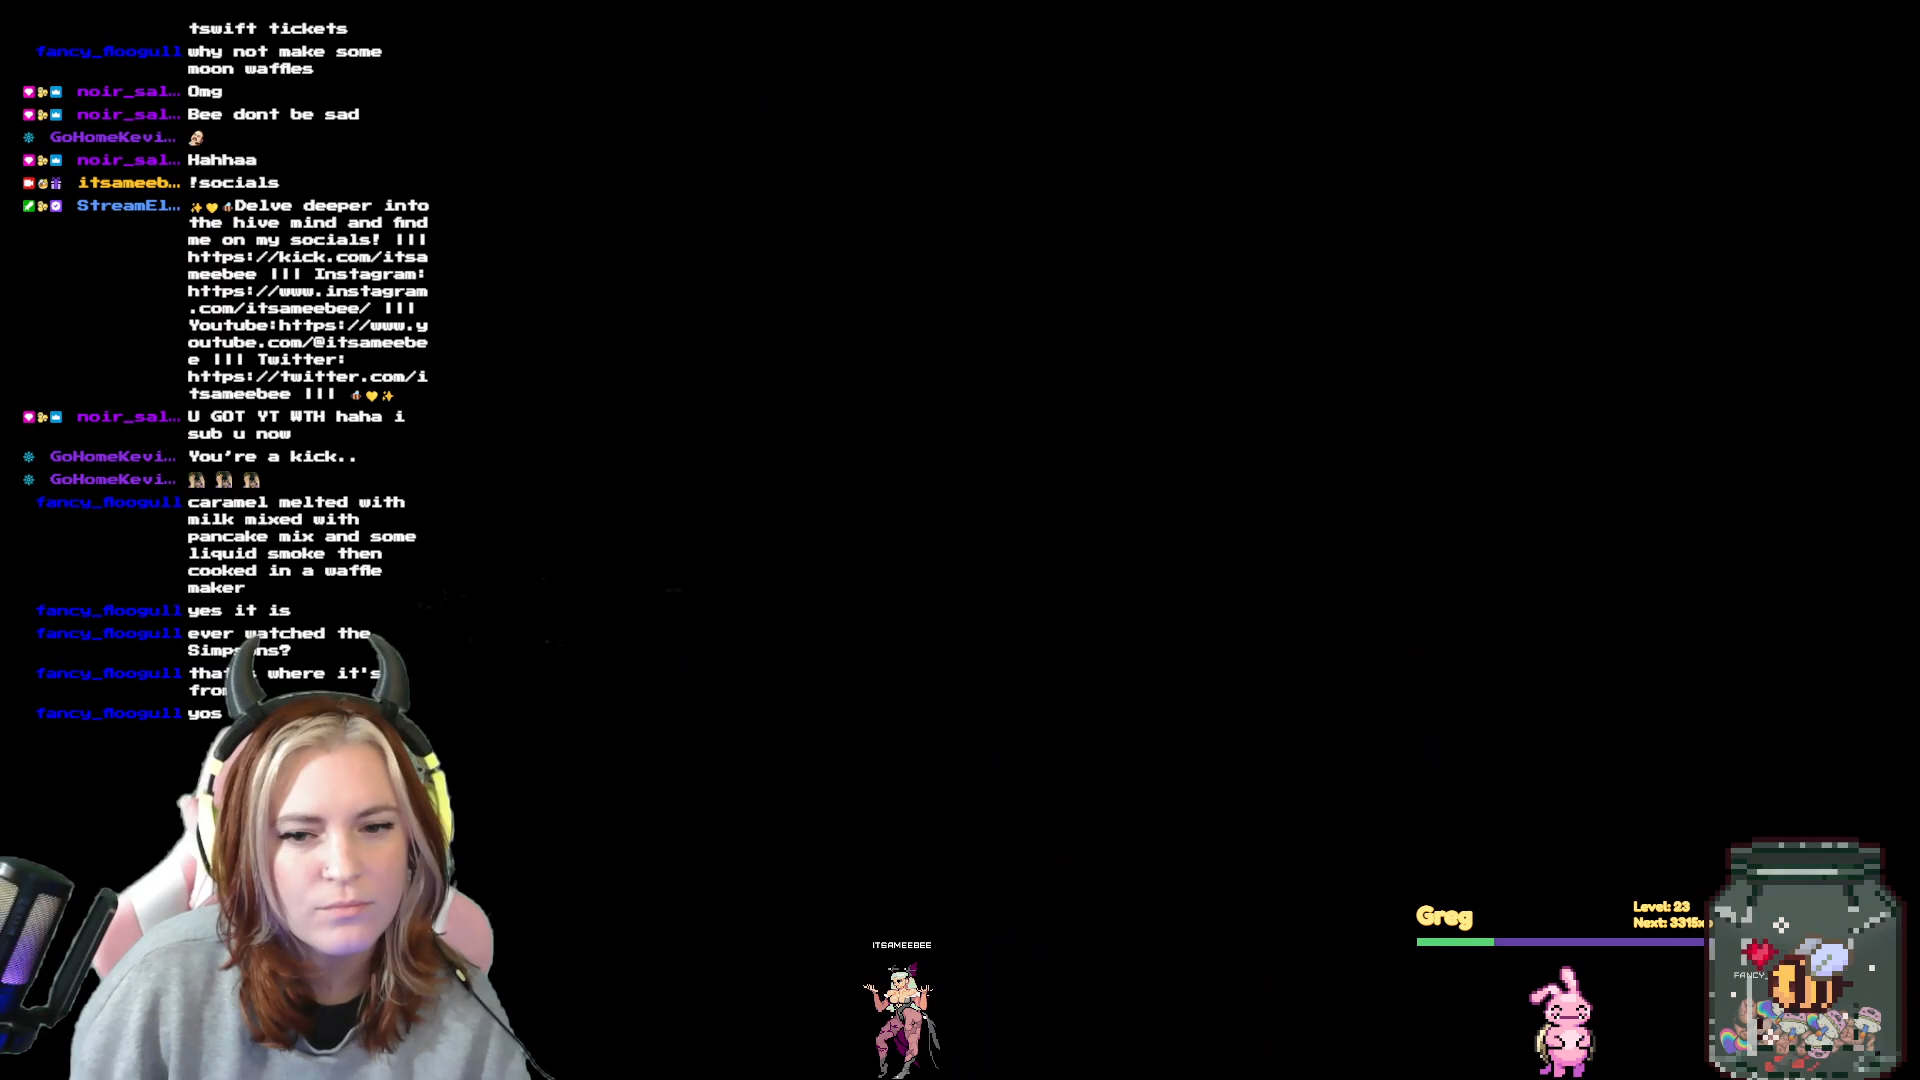 tswift tickets
fancy_floogull why not make some
moon waffles
noir_sal... Omg
noir_sal... Bee dont be sad
GoHomeKevi...
noir_sal... Hahhaa
itsameeb... !socials
StreamEl... Delve deeper into
the hive mind and find
me on my socials! |||
https://kick.com/itsa
meebee ||| Instagram:
https://www.instagram
.com/itsameebee/ |||
Youtube:https://www.y
outube.com/@itsameebe
e ||| Twitter:
https://twitter.com/i
tsameebee |||
noir_sal... U GOT YT WTH haha i
sub u now
GoHomeKevi... You're a kick..
GoHomeKevi...
fancy_floogull caramel melted with
milk mixed with
pancake mix and some
liquid smoke then
cooked in a waffle
maker
fancy_floogull yes it is
fancy_floogull ever watched the
fancy_floogull where it's
fancy_floogull yos
ITSAMEEBEE
Greg
Level: 23
Next: 3315x
FANCY_